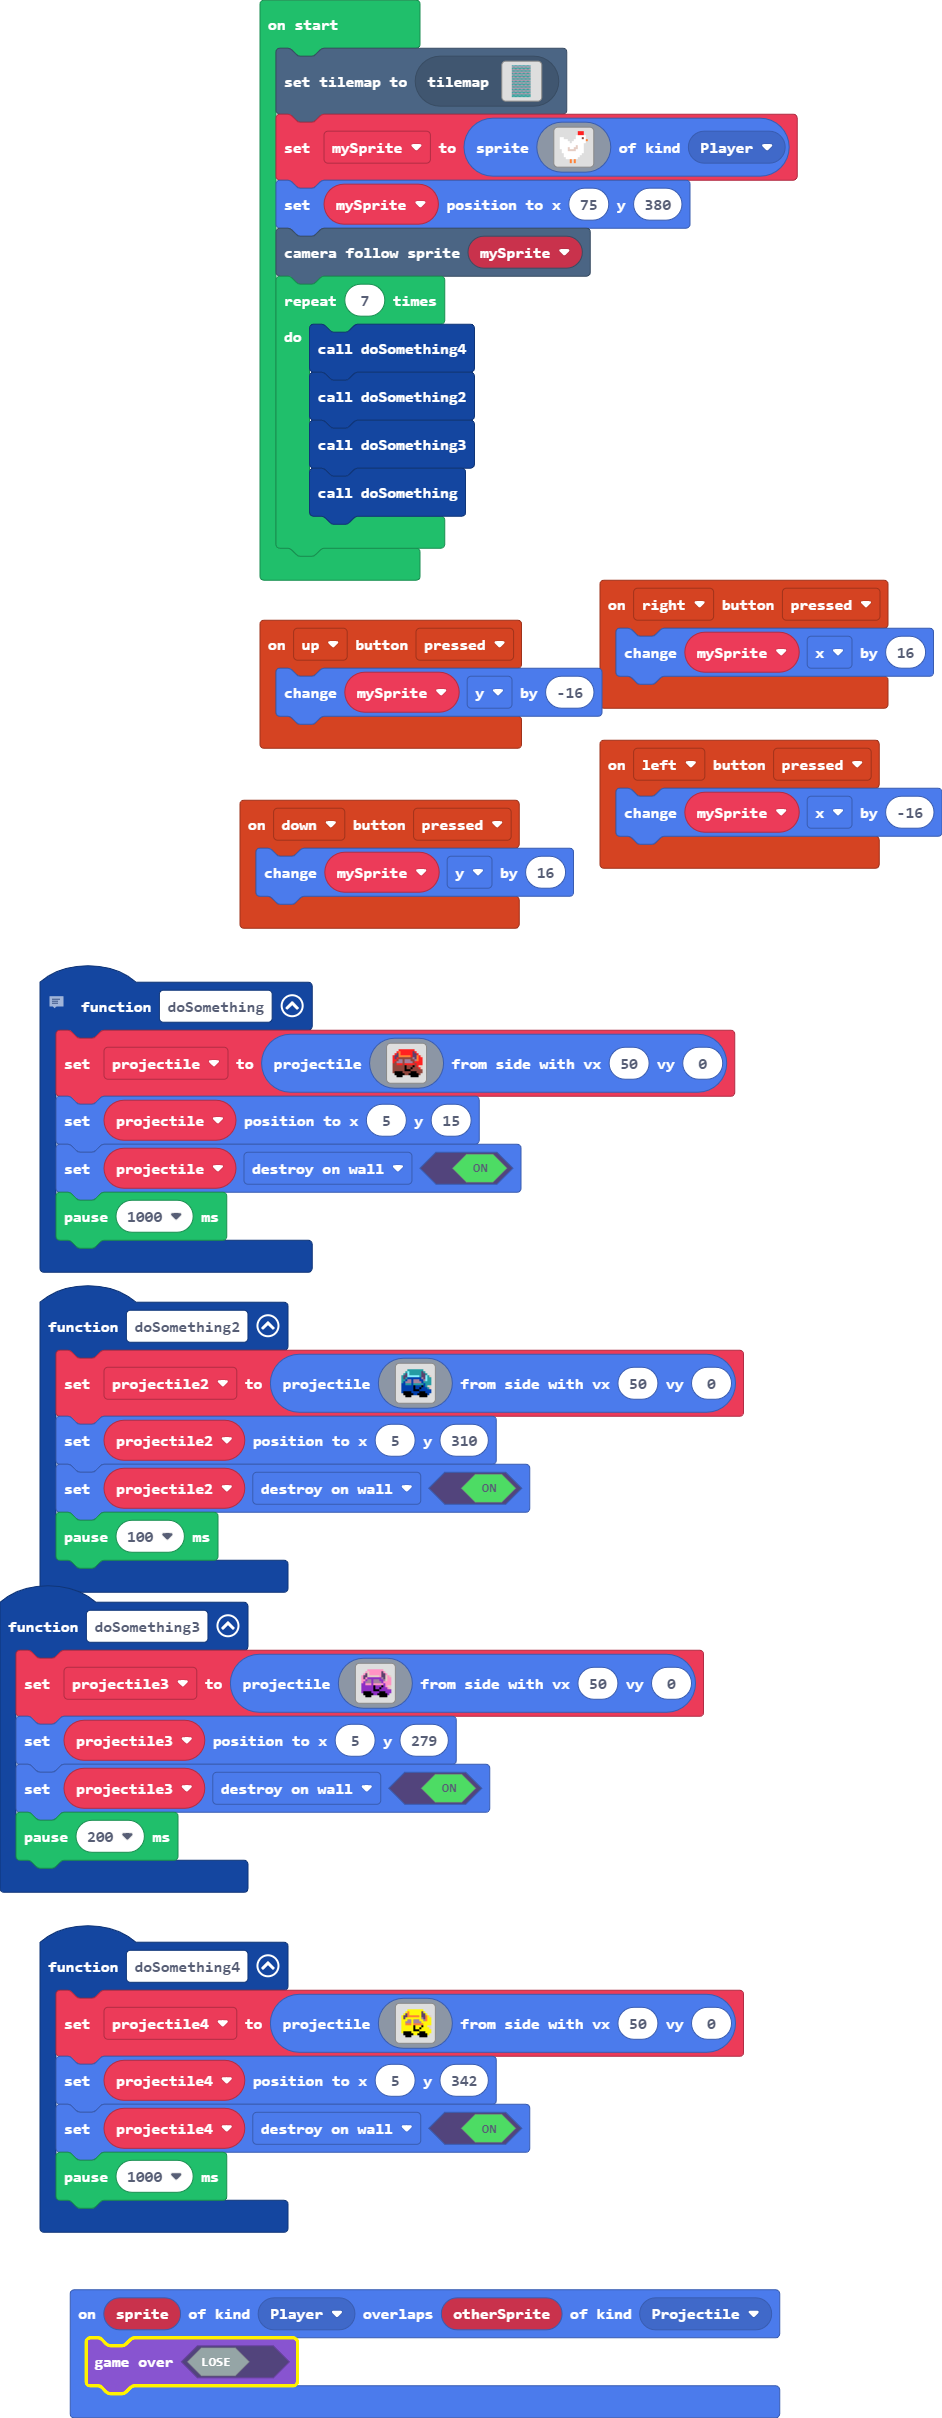 on start
set tilemap to tilemap
set mySprite to sprite of kind Player
set mySprite position to x 75 y 380
camera follow sprite mySprite
repeat 7 times
do
call doSomething4
call doSomething2
call doSomething3
call doSomething
on right button pressed
change mySprite x by 16
on up button pressed
change mySprite y by -16
on left button pressed
change mySprite x by -16
on down button pressed
change mySprite y by 16
function doSomething
set projectile to projectile from side with vx 50 vy 0
set projectile position to x 5 y 15
set projectile destroy on wall ON
pause 1000 ms
function doSomething2
set projectile2 to projectile from side with vx 50 vy 0
set projectile2 position to x 5 y 310
set projectile2 destroy on wall ON
pause 100 ms
function doSomething3
set projectile3 to projectile from side with vx 50 vy 0
set projectile3 position to x 5 y 279
set projectile3 destroy on wall ON
pause 200 ms
function doSomething4
set projectile4 to projectile from side with vx 50 vy 0
set projectile4 position to x 5 y 342
set projectile4 destroy on wall ON
pause 1000 ms
on sprite of kind Player overlaps otherSprite of kind Projectile
game over LOSE